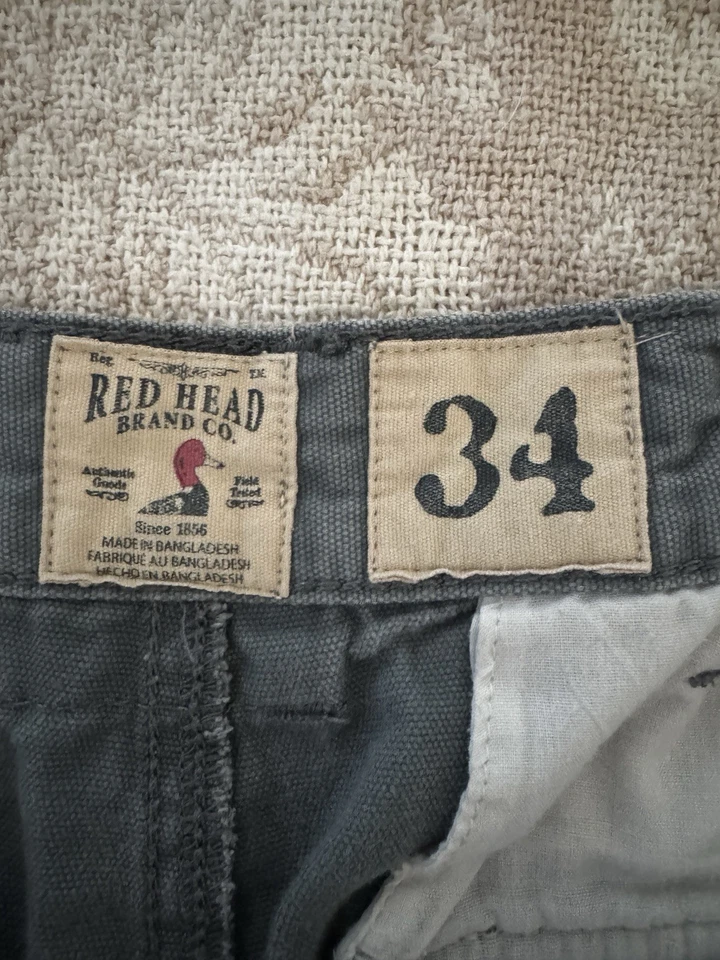 Reg. T.M.
RED HEAD
BRAND CO.
Authentic
Goods
Field
Tested
Since 1856
MADE IN BANGLADESH
FABRIQUÉ AU BANGLADESH
HECHO EN BANGLADESH
34